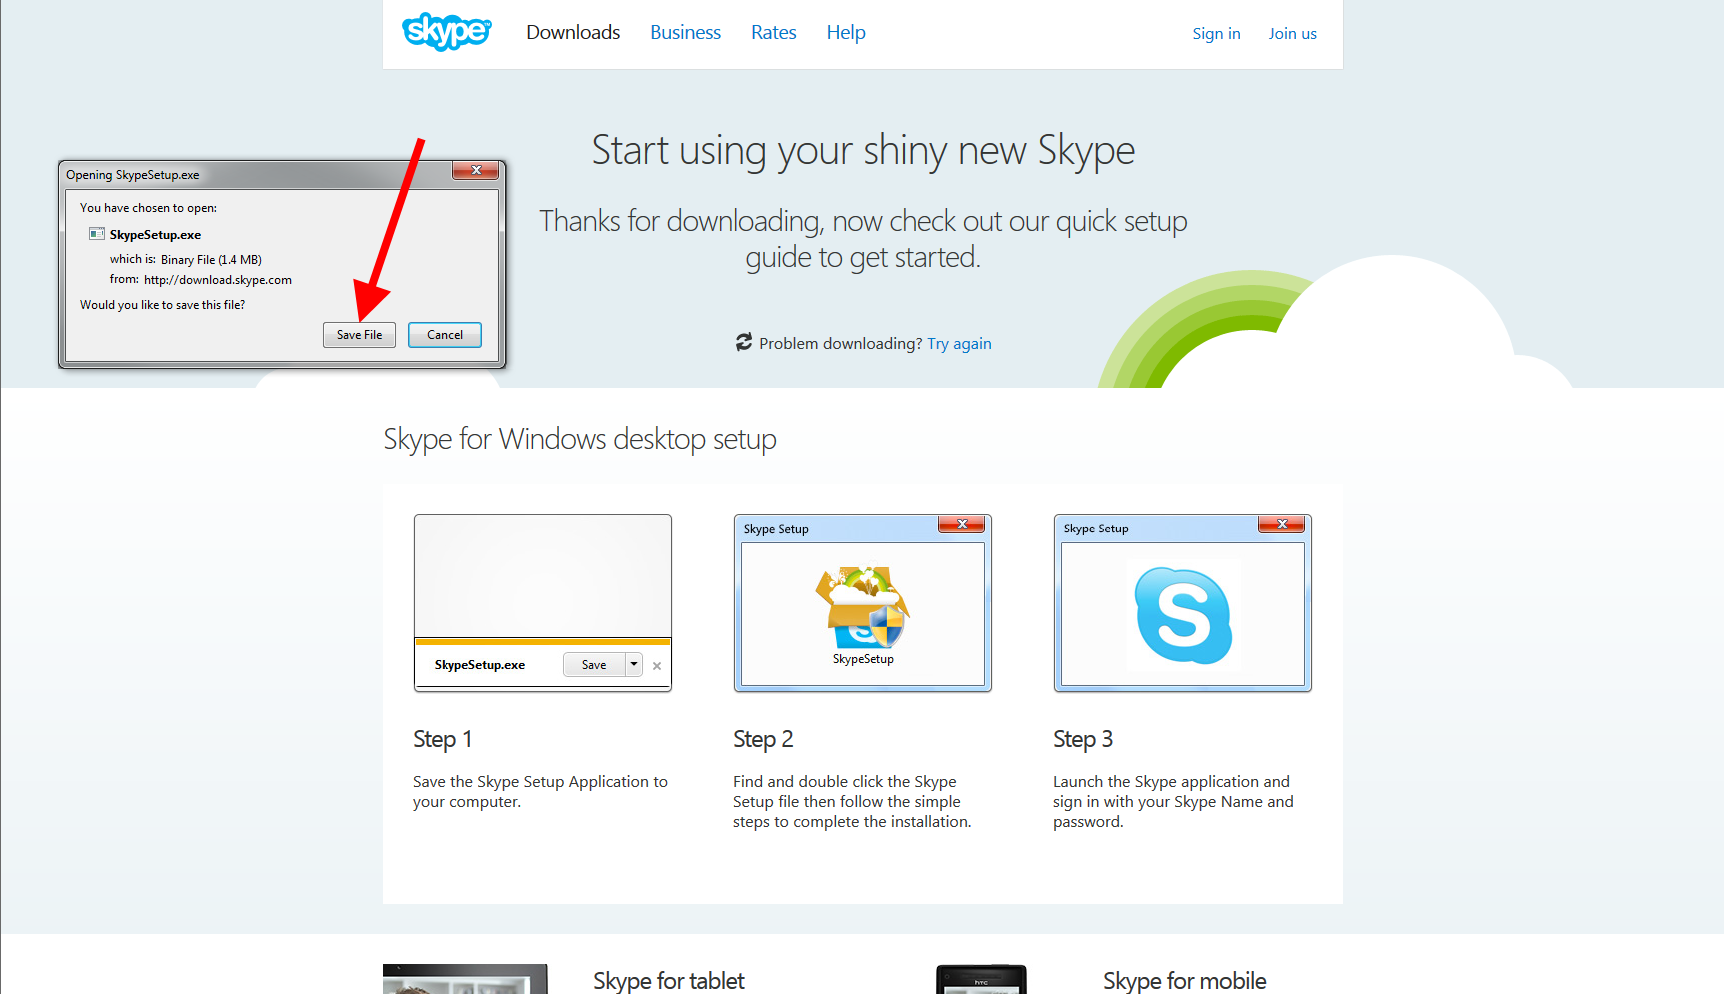 skype™
Downloads
Business
Rates
Help
Sign in
Join us
Start using your shiny new Skype
Thanks for downloading, now check out our quick setup
guide to get started.
Problem downloading? Try again
Opening SkypeSetup.exe
You have chosen to open:
SkypeSetup.exe
which is: Binary File (1.4 MB)
from: http://download.skype.com
Would you like to save this file?
Save File
Cancel
Skype for Windows desktop setup
SkypeSetup.exe
Save
Step 1
Save the Skype Setup Application to
your computer.
Skype Setup
SkypeSetup
Step 2
Find and double click the Skype
Setup file then follow the simple
steps to complete the installation.
Skype Setup
Step 3
Launch the Skype application and
sign in with your Skype Name and
password.
Skype for tablet
hTC
Skype for mobile